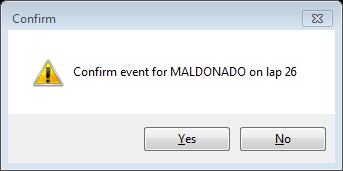 Confirm
Confirm event for MALDONADO on lap 26
Yes No